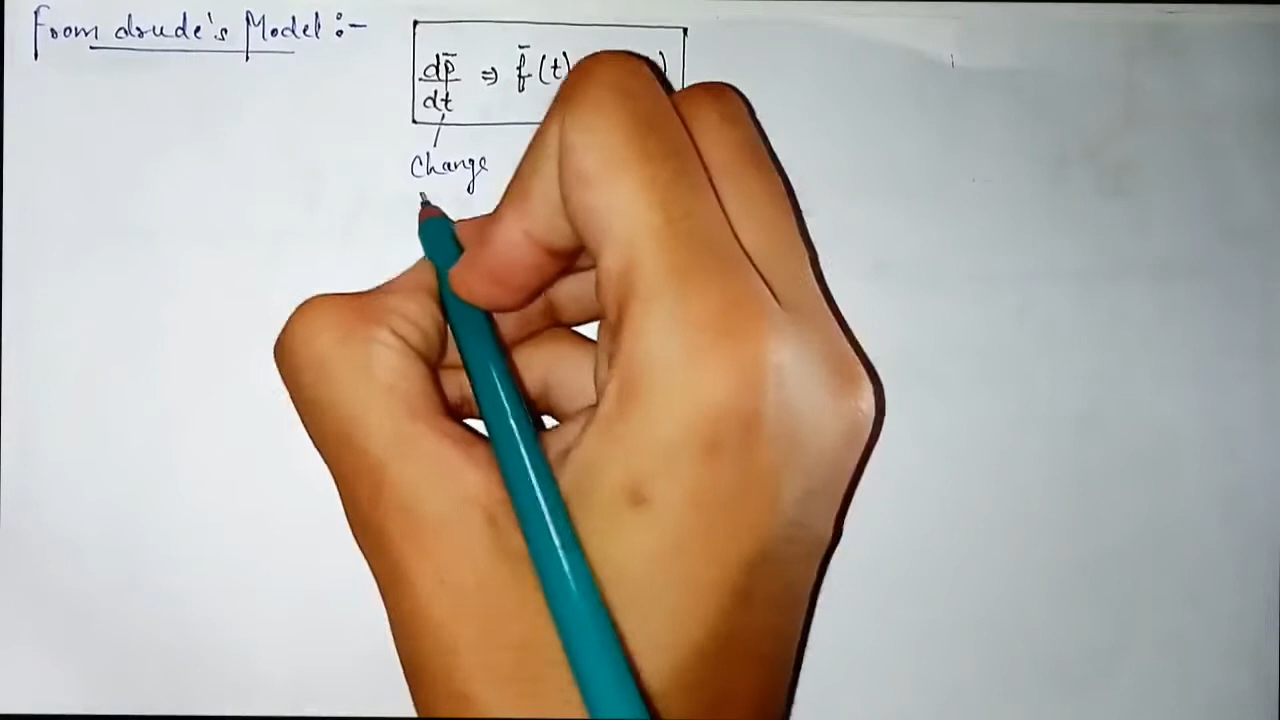 From drude's Model :-
dp̄/dt ⇒ f̄(t) )
Change